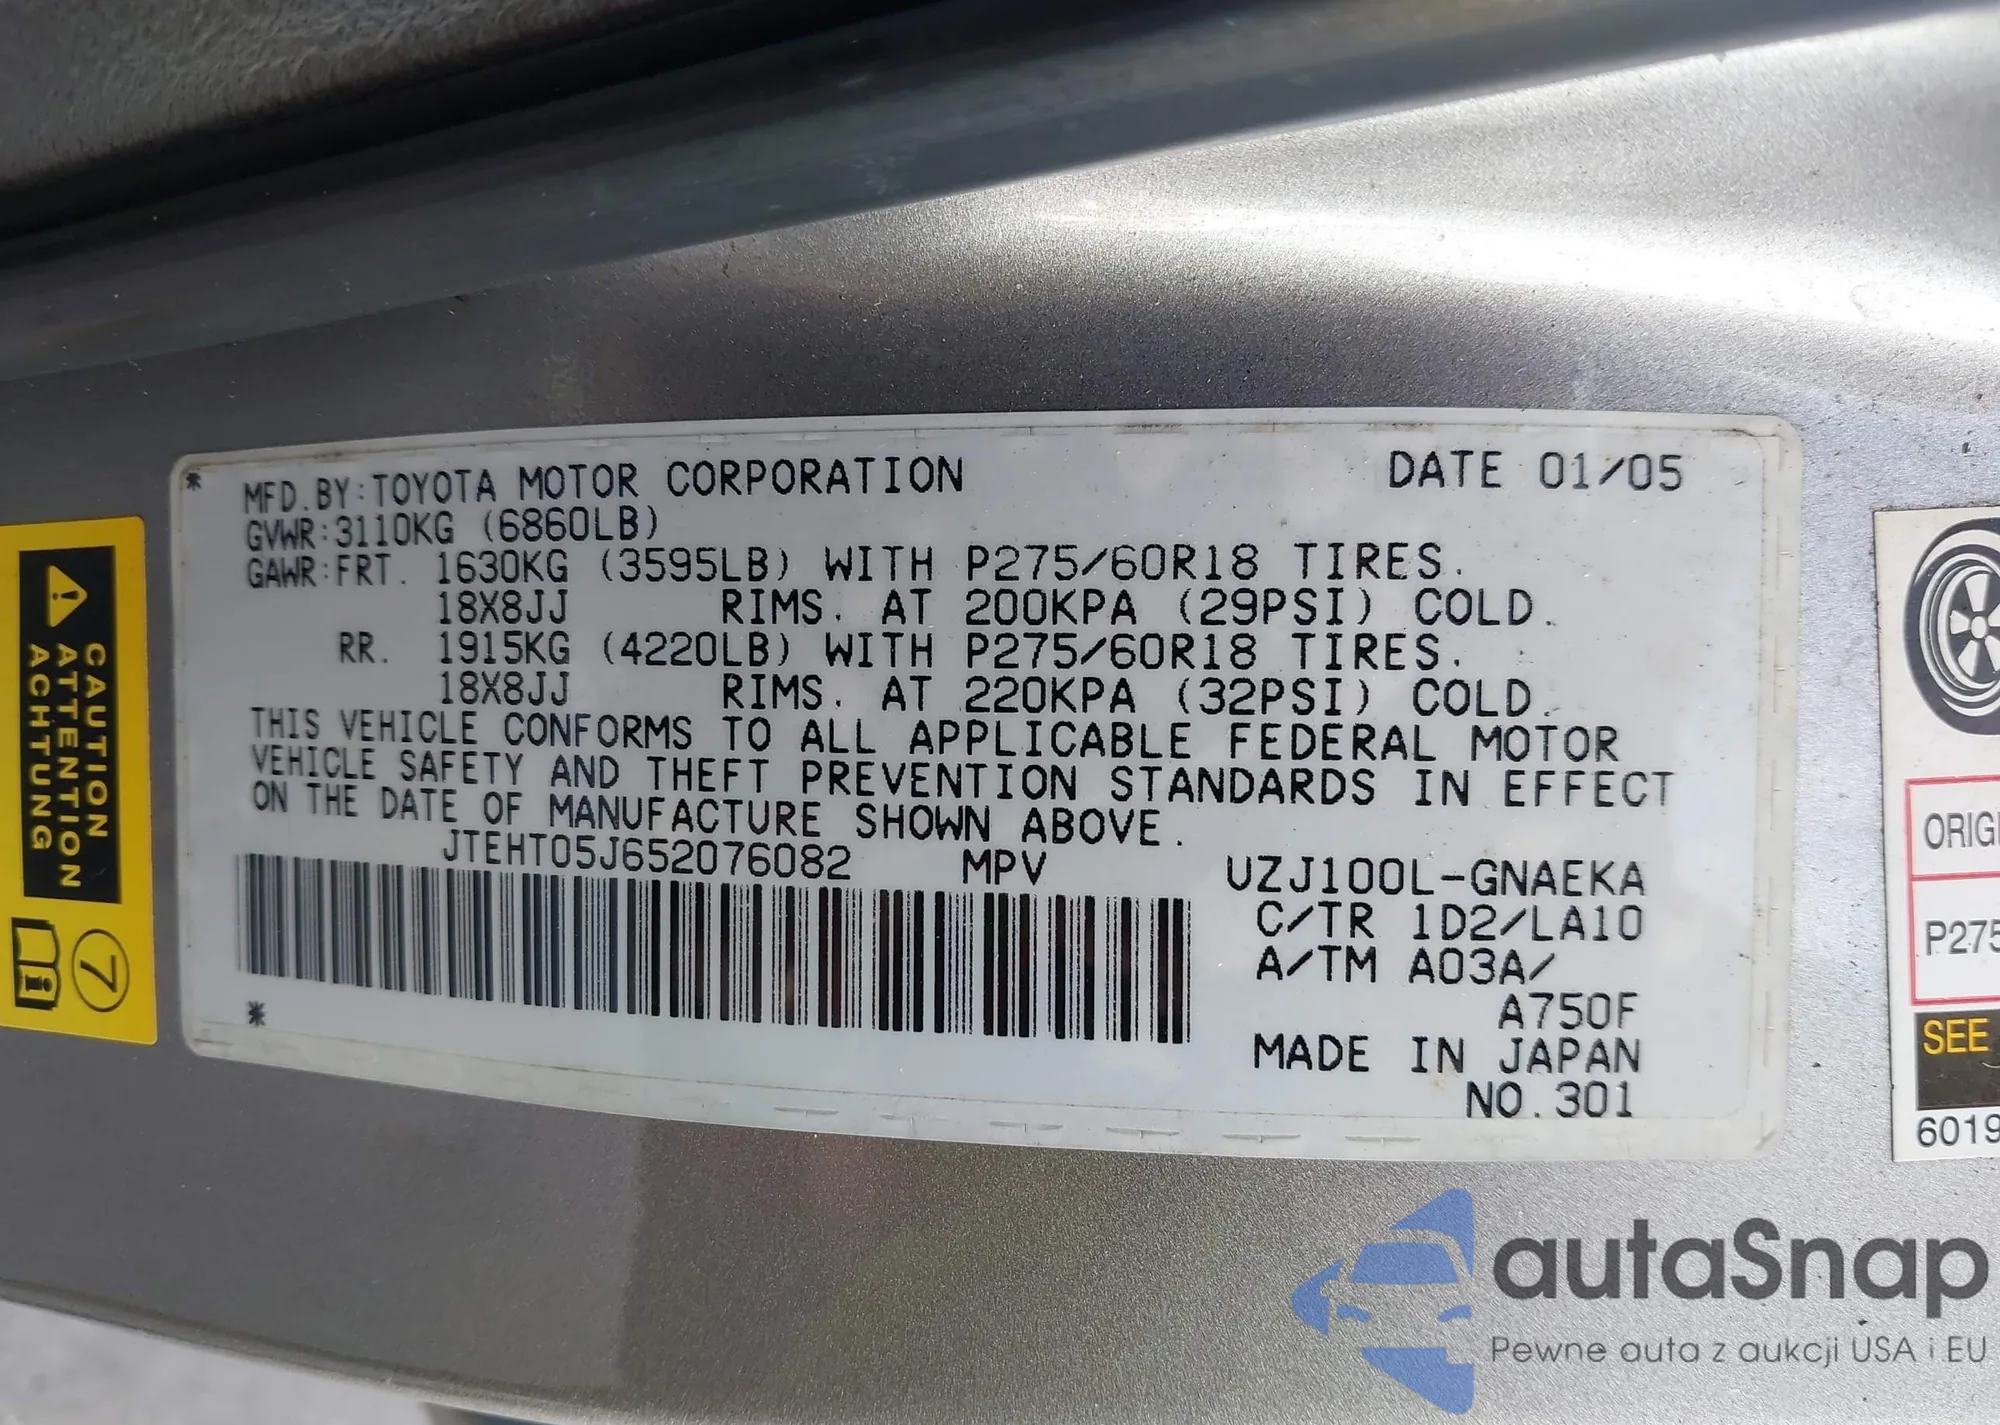 * MFD.BY:TOYOTA MOTOR CORPORATION DATE 01/05
GVWR:3110KG (6860LB)
GAWR:FRT. 1630KG (3595LB) WITH P275/60R18 TIRES.
18X8JJ RIMS. AT 200KPA (29PSI) COLD.
RR. 1915KG (4220LB) WITH P275/60R18 TIRES.
18X8JJ RIMS. AT 220KPA (32PSI) COLD.
THIS VEHICLE CONFORMS TO ALL APPLICABLE FEDERAL MOTOR
VEHICLE SAFETY AND THEFT PREVENTION STANDARDS IN EFFECT
ON THE DATE OF MANUFACTURE SHOWN ABOVE.
JTEHT05J652076082 MPV UZJ100L-GNAEKA
C/TR 1D2/LA10
A/TM A03A/
A750F
*
MADE IN JAPAN
NO.301
CAUTION
ATTENTION
ACHTUNG
7
i
ORIGI
P275
SEE
6019
autaSnap
Pewne auta z aukcji USA i EU